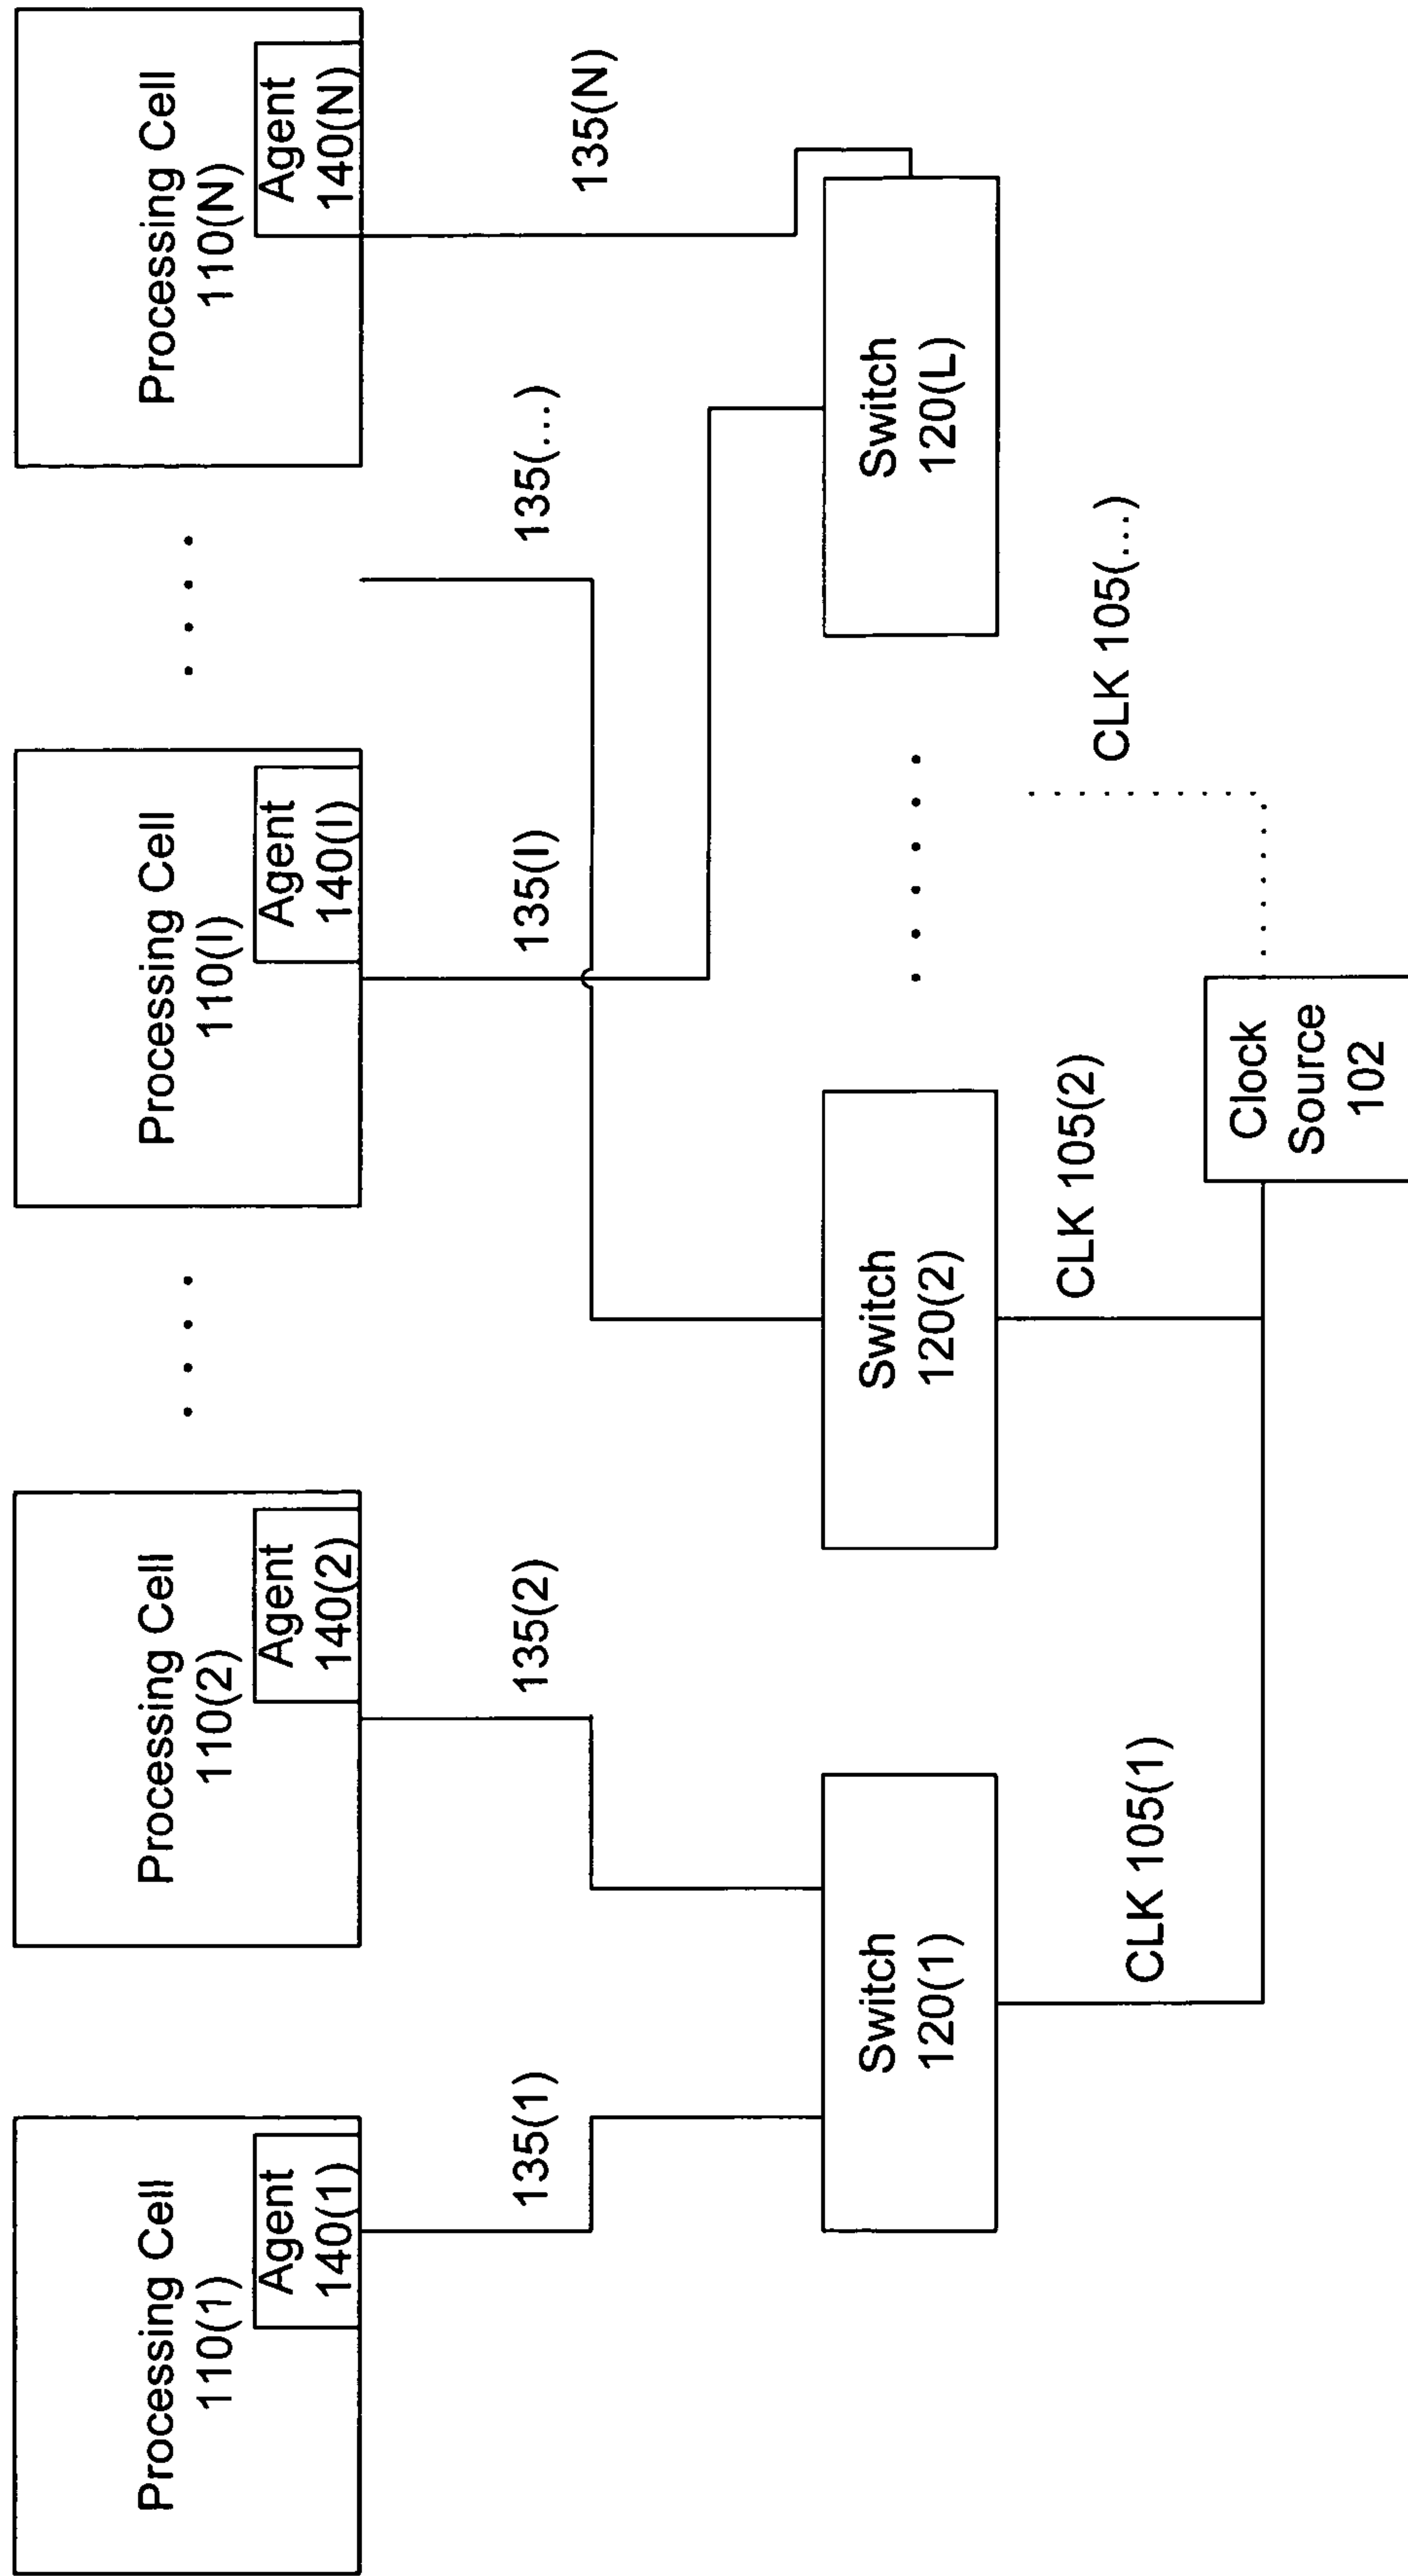 Processing Cell
110(1)
Agent
140(1)
Processing Cell
110(2)
Agent
140(2)
. . . .
Processing Cell
110(I)
Agent
140(I)
. . . .
Processing Cell
110(N)
Agent
140(N)
135(1)
135(2)
135(I)
135(...)
135(N)
Switch
120(1)
Switch
120(2)
. . . . . .
Switch
120(L)
CLK 105(1)
CLK 105(2)
CLK 105(...)
Clock
Source
102